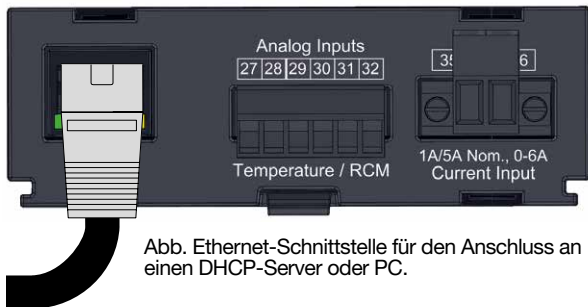 Analog Inputs
27 28 29 30 31 32
Temperature / RCM
35 6
1A/5A Nom., 0-6A
Current Input
Abb. Ethernet-Schnittstelle für den Anschluss an
einen DHCP-Server oder PC.